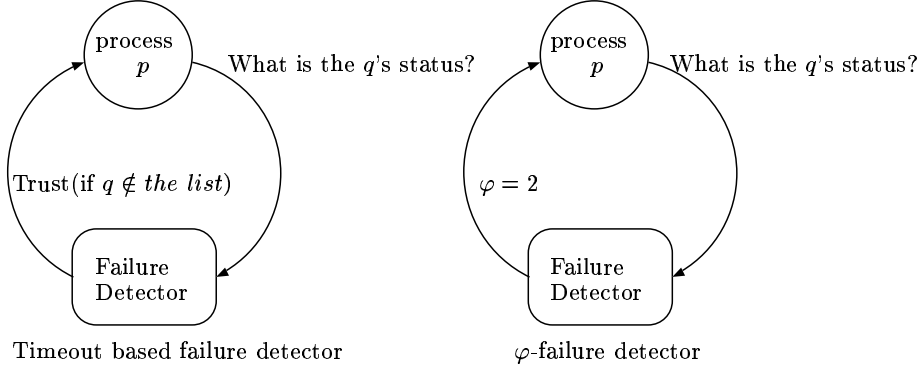 process
p
What is the q's status?
Trust(if q ∉ the list)
Failure
Detector
Timeout based failure detector
process
p
What is the q's status?
φ = 2
Failure
Detector
φ-failure detector